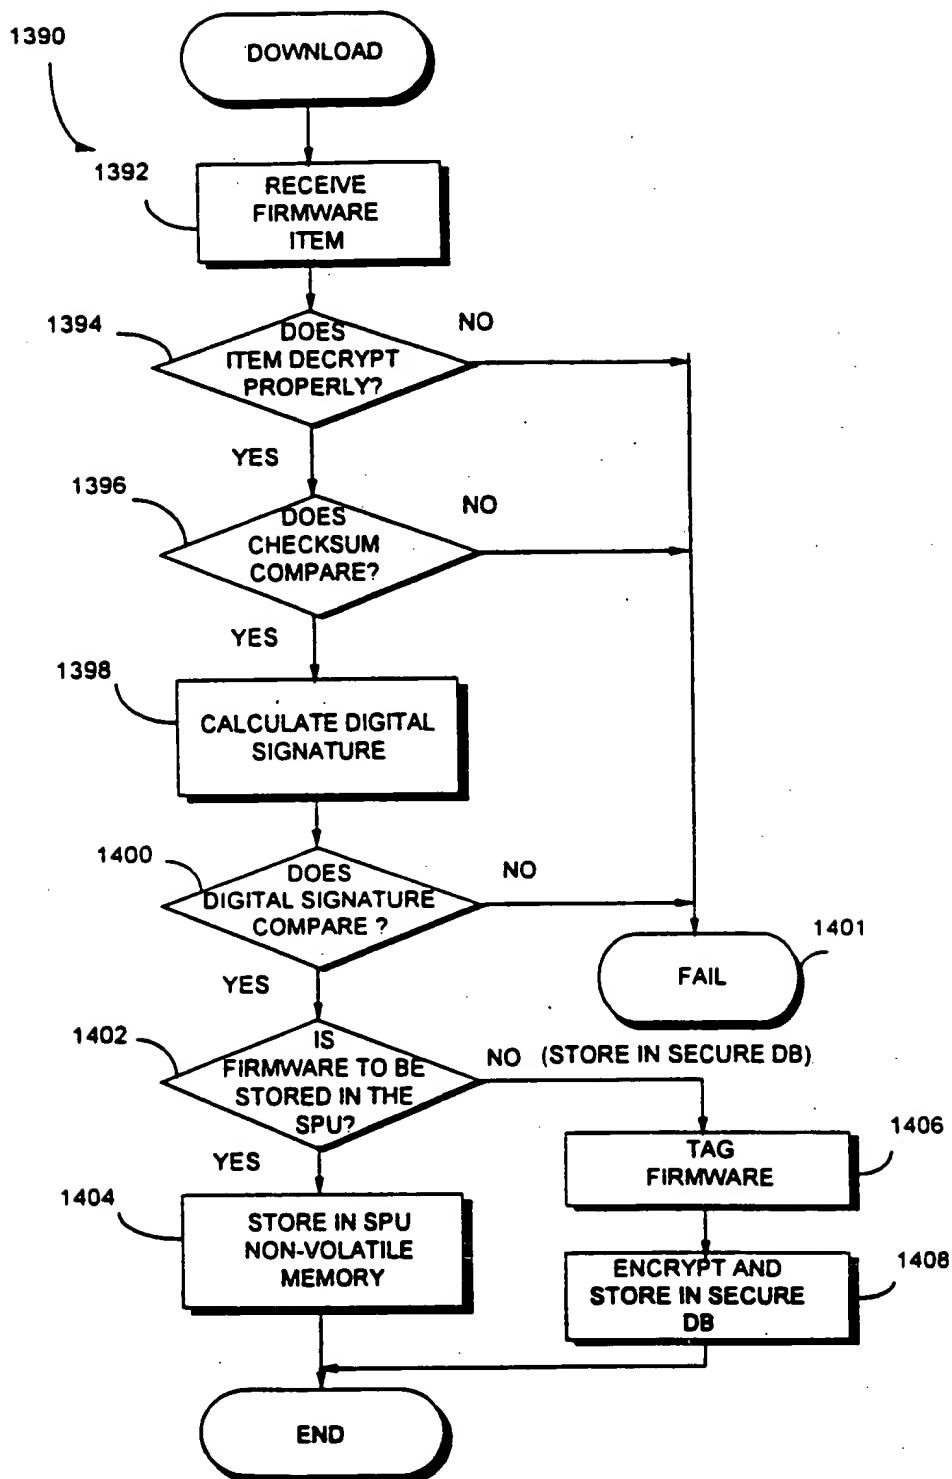 1390
DOWNLOAD
1392
RECEIVE
FIRMWARE
ITEM
1394
DOES
ITEM DECRYPT
PROPERLY?
NO
YES
1396
DOES
CHECKSUM
COMPARE?
NO
YES
1398
CALCULATE DIGITAL
SIGNATURE
1400
DOES
DIGITAL SIGNATURE
COMPARE ?
NO
1401
FAIL
YES
1402
IS
FIRMWARE TO BE
STORED IN THE
SPU?
NO (STORE IN SECURE DB)
YES
1406
TAG
FIRMWARE
1404
STORE IN SPU
NON-VOLATILE
MEMORY
1408
ENCRYPT AND
STORE IN SECURE
DB
END